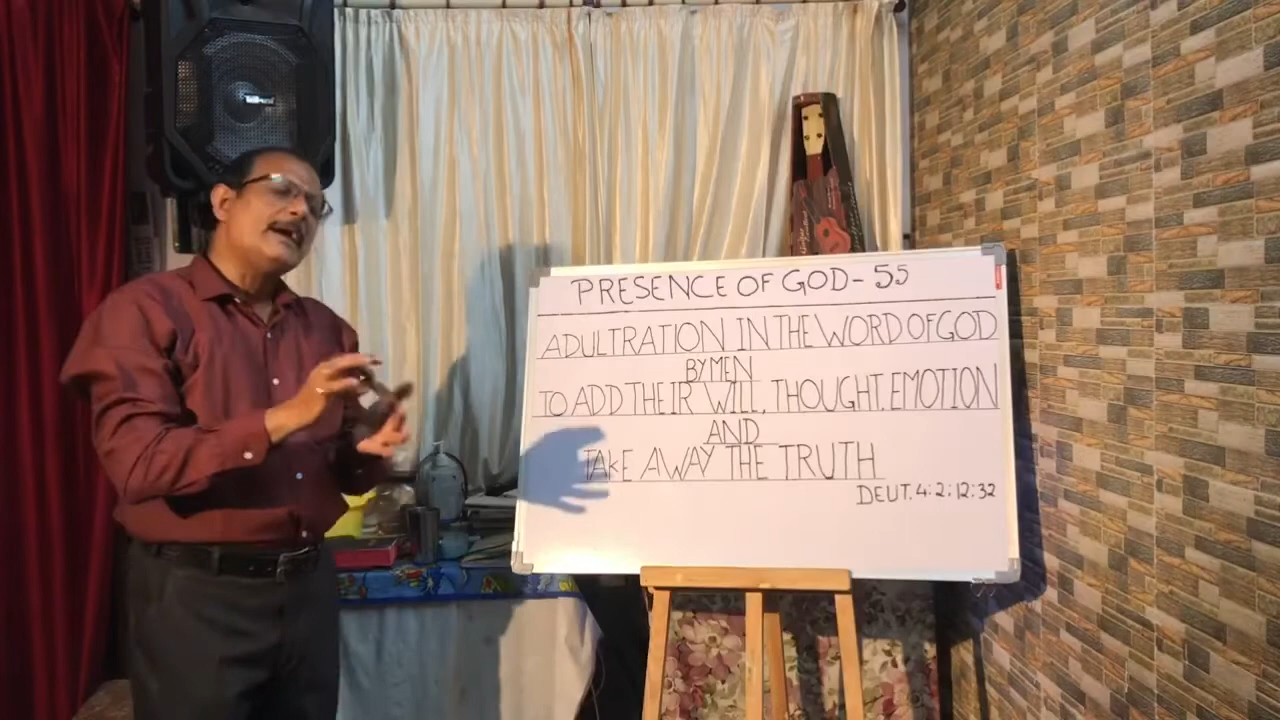 PRESENCE OF GOD - 55
ADULTRATION IN THE WORD OF GOD
BY MEN
TO ADD THEIR WILL, THOUGHT, EMOTION
AND
TAKE AWAY THE TRUTH
DEUT. 4:2; 12:32